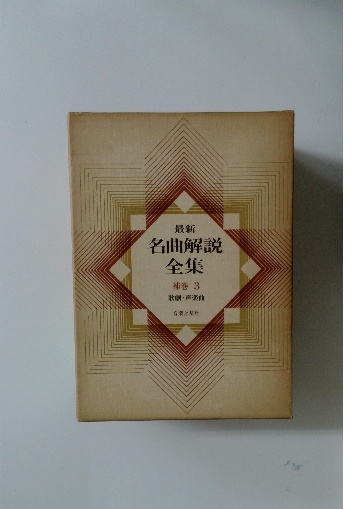 最新
名曲解説
全集
補巻 3
歌劇・声楽曲
音楽之友社